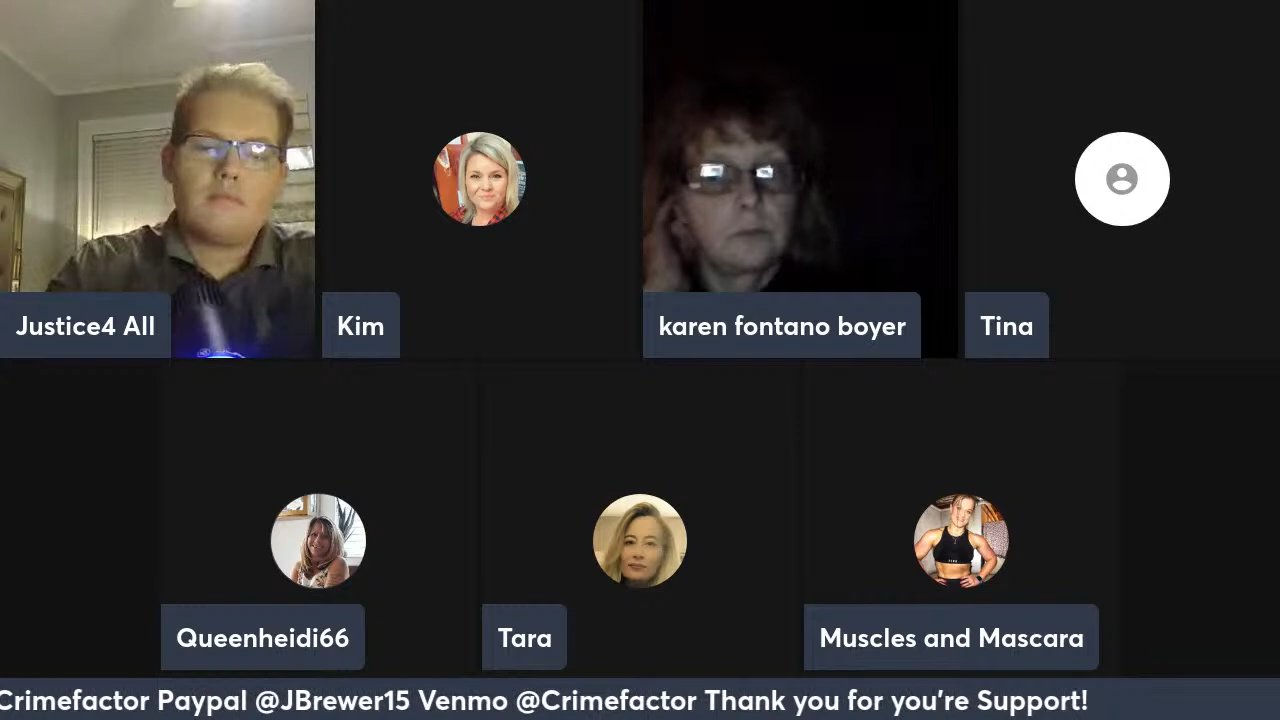 Justice4 All
Kim
karen fontano boyer
Tina
Queenheidi66
Tara
Muscles and Mascara
Crimefactor Paypal @JBrewer15 Venmo @Crimefactor Thank you for you're Support!